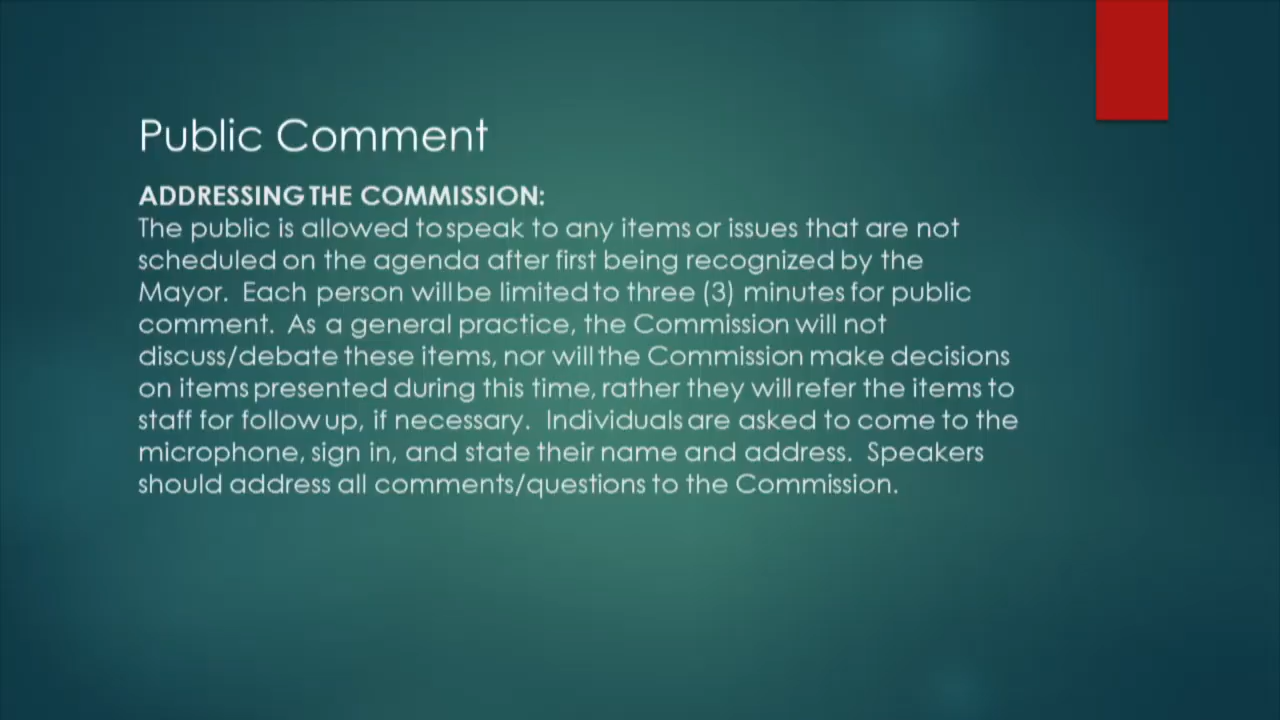 Public Comment
ADDRESSING THE COMMISSION:
The public is allowed to speak to any items or issues that are not
scheduled on the agenda after first being recognized by the
Mayor.  Each person will be limited to three (3) minutes for public
comment.  As a general practice, the Commission will not
discuss/debate these items, nor will the Commission make decisions
on items presented during this time, rather they will refer the items to
staff for follow up, if necessary.  Individuals are asked to come to the
microphone, sign in, and state their name and address.  Speakers
should address all comments/questions to the Commission.